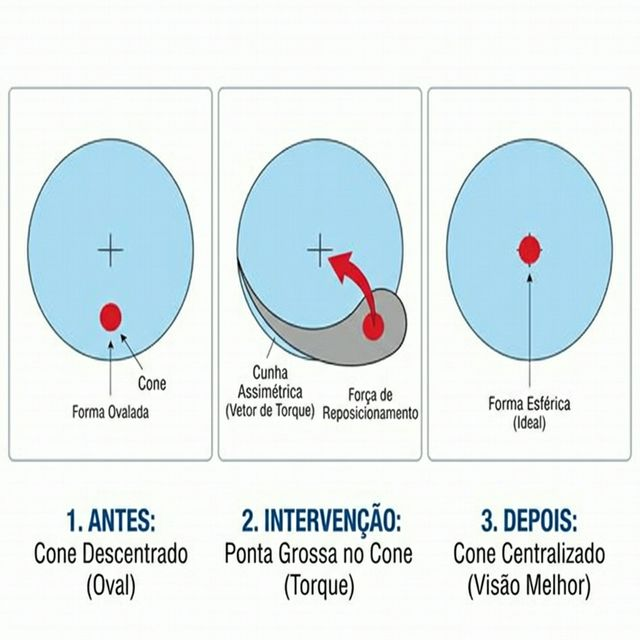 Cone
Forma Ovalada
Cunha
Assimétrica
(Vetor de Torque)
Força de
Reposicionamento
Forma Esférica
(Ideal)
1. ANTES:
Cone Descentrado
(Oval)
2. INTERVENÇÃO:
Ponta Grossa no Cone
(Torque)
3. DEPOIS:
Cone Centralizado
(Visão Melhor)